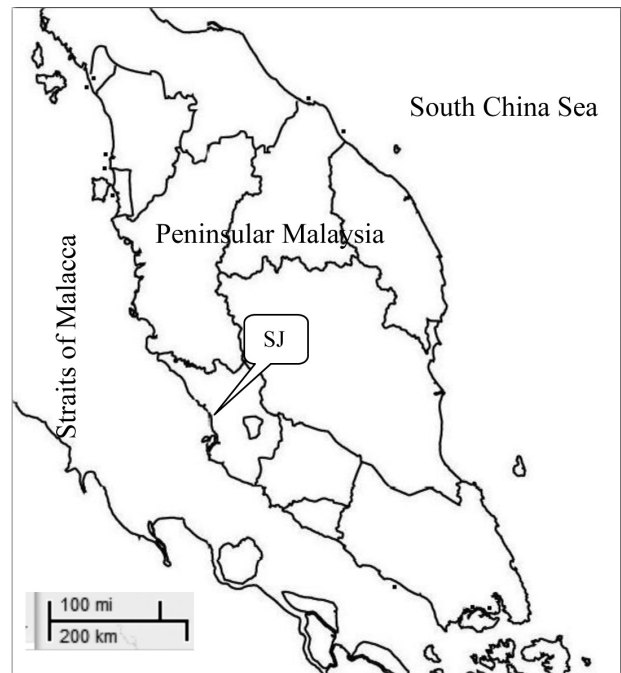 South China Sea
Peninsular Malaysia
Straits of Malacca
SJ
100 mi
200 km